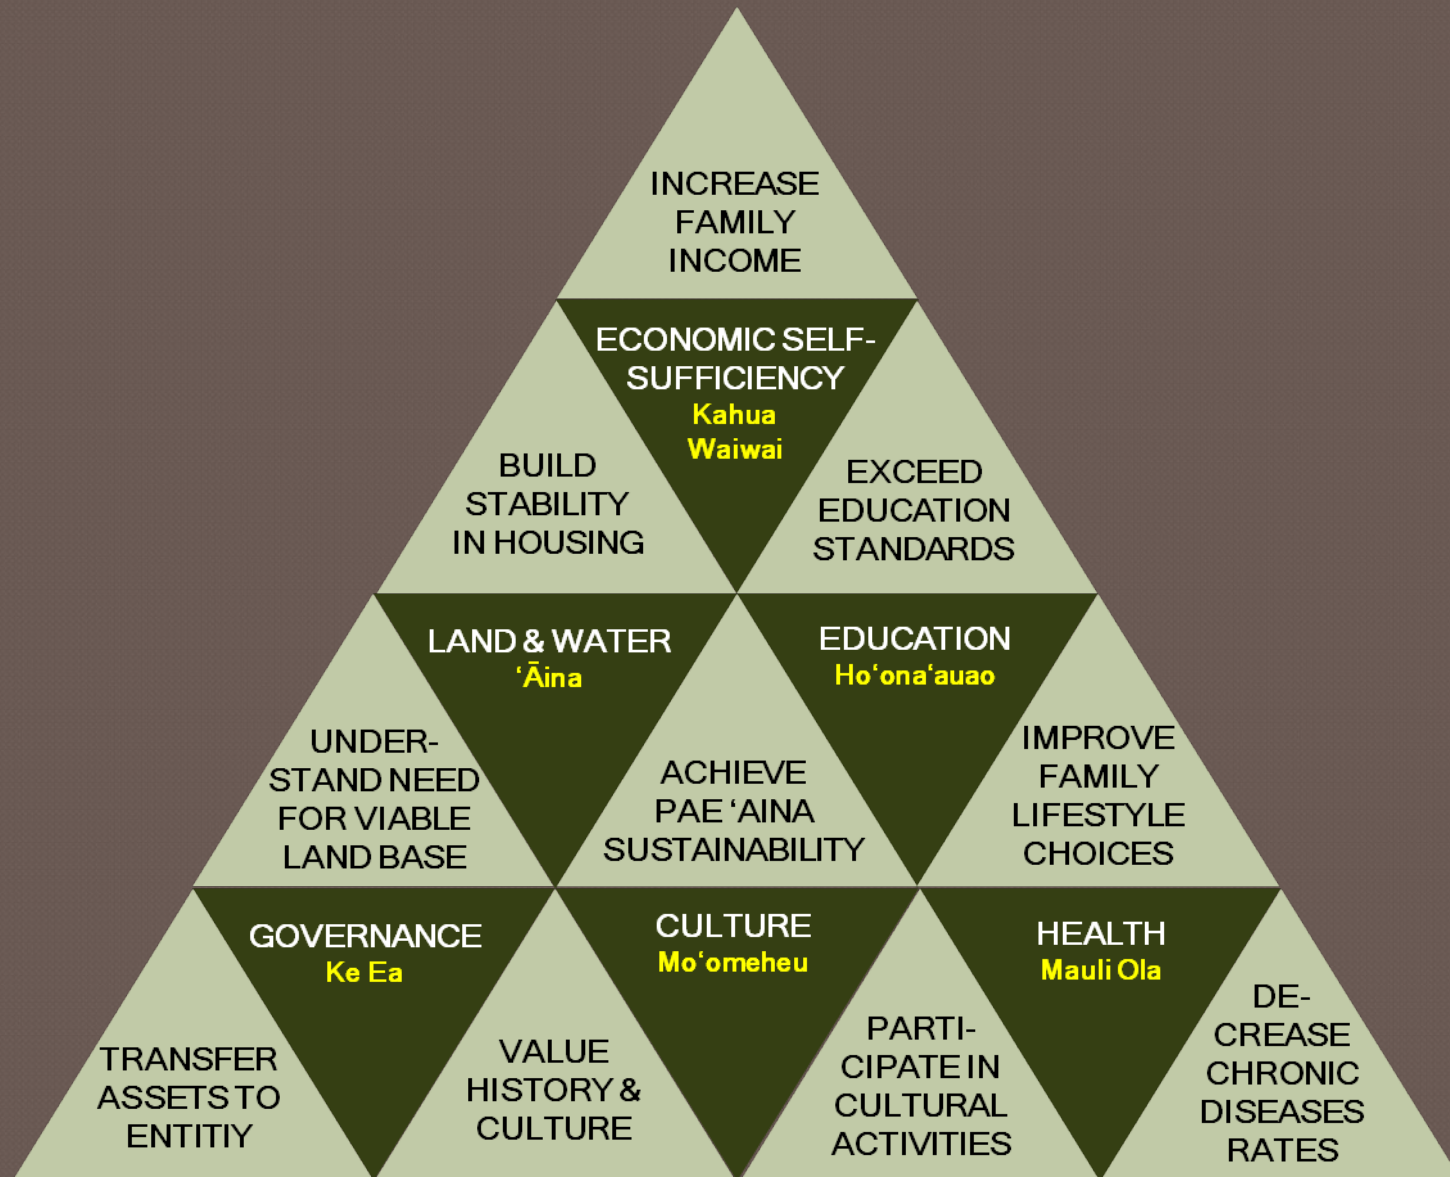 INCREASE
FAMILY
INCOME
ECONOMIC SELF-
SUFFICIENCY
Kahua
Waiwai
BUILD
STABILITY
IN HOUSING
EXCEED
EDUCATION
STANDARDS
LAND & WATER
ʻĀina
EDUCATION
Hoʻonaʻauao
UNDER-
STAND NEED
FOR VIABLE
LAND BASE
ACHIEVE
PAE ʻAINA
SUSTAINABILITY
IMPROVE
FAMILY
LIFESTYLE
CHOICES
GOVERNANCE
Ke Ea
CULTURE
Moʻomeheu
HEALTH
Mauli Ola
TRANSFER
ASSETS TO
ENTITIY
VALUE
HISTORY &
CULTURE
PARTI-
CIPATE IN
CULTURAL
ACTIVITIES
DE-
CREASE
CHRONIC
DISEASES
RATES